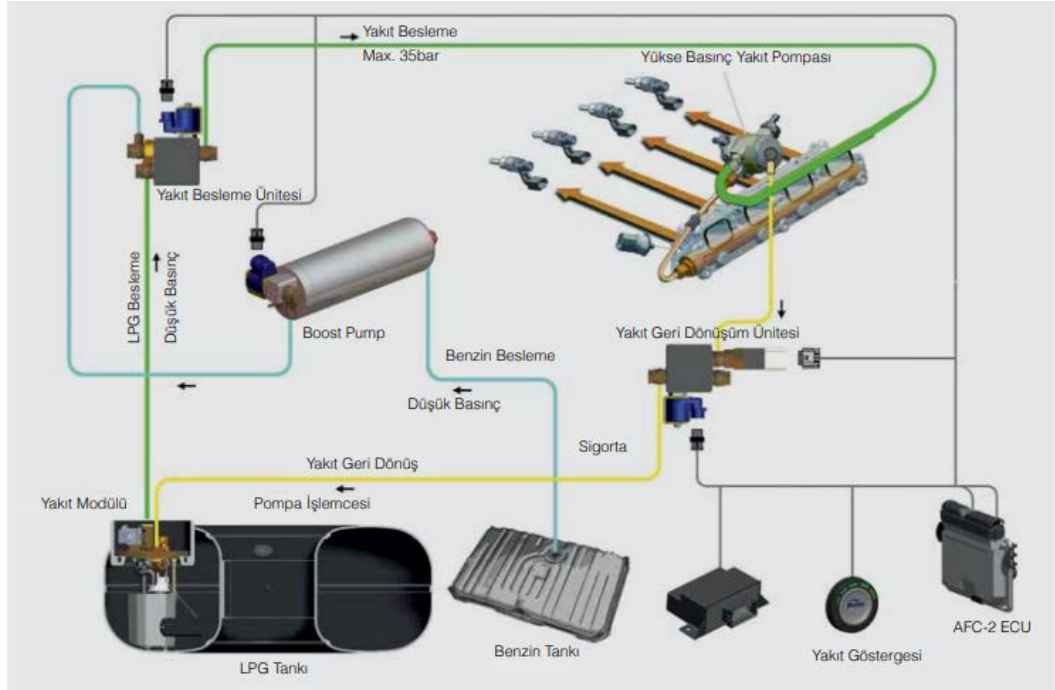 Yakıt Besleme
Max. 35bar
Yükse Basınç Yakıt Pompası
Yakıt Besleme Ünitesi
LPG Besleme
Düşük Basınç
Boost Pump
Benzin Besleme
Düşük Basınç
Yakıt Geri Dönüşüm Ünitesi
Sigorta
Yakıt Geri Dönüş
Pompa İşlemcesi
Yakıt Modülü
LPG Tankı
Benzin Tankı
Yakıt Göstergesi
AFC-2 ECU